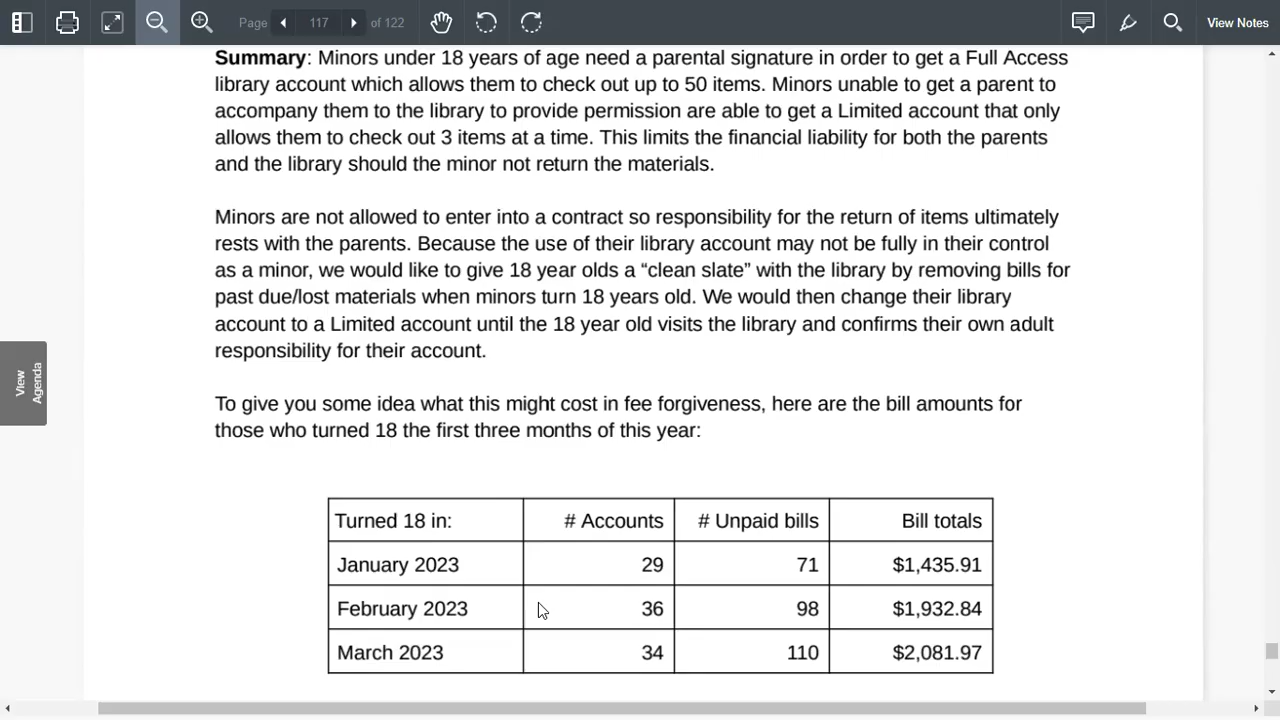 Page 117 of 122 View Notes
Summary: Minors under 18 years of age need a parental signature in order to get a Full Access
library account which allows them to check out up to 50 items. Minors unable to get a parent to
accompany them to the library to provide permission are able to get a Limited account that only
allows them to check out 3 items at a time. This limits the financial liability for both the parents
and the library should the minor not return the materials.
Minors are not allowed to enter into a contract so responsibility for the return of items ultimately
rests with the parents. Because the use of their library account may not be fully in their control
as a minor, we would like to give 18 year olds a “clean slate” with the library by removing bills for
past due/lost materials when minors turn 18 years old. We would then change their library
account to a Limited account until the 18 year old visits the library and confirms their own adult
responsibility for their account.
View
Agenda
To give you some idea what this might cost in fee forgiveness, here are the bill amounts for
those who turned 18 the first three months of this year:
Turned 18 in: # Accounts # Unpaid bills Bill totals
January 2023 29 71 $1,435.91
February 2023 36 98 $1,932.84
March 2023 34 110 $2,081.97